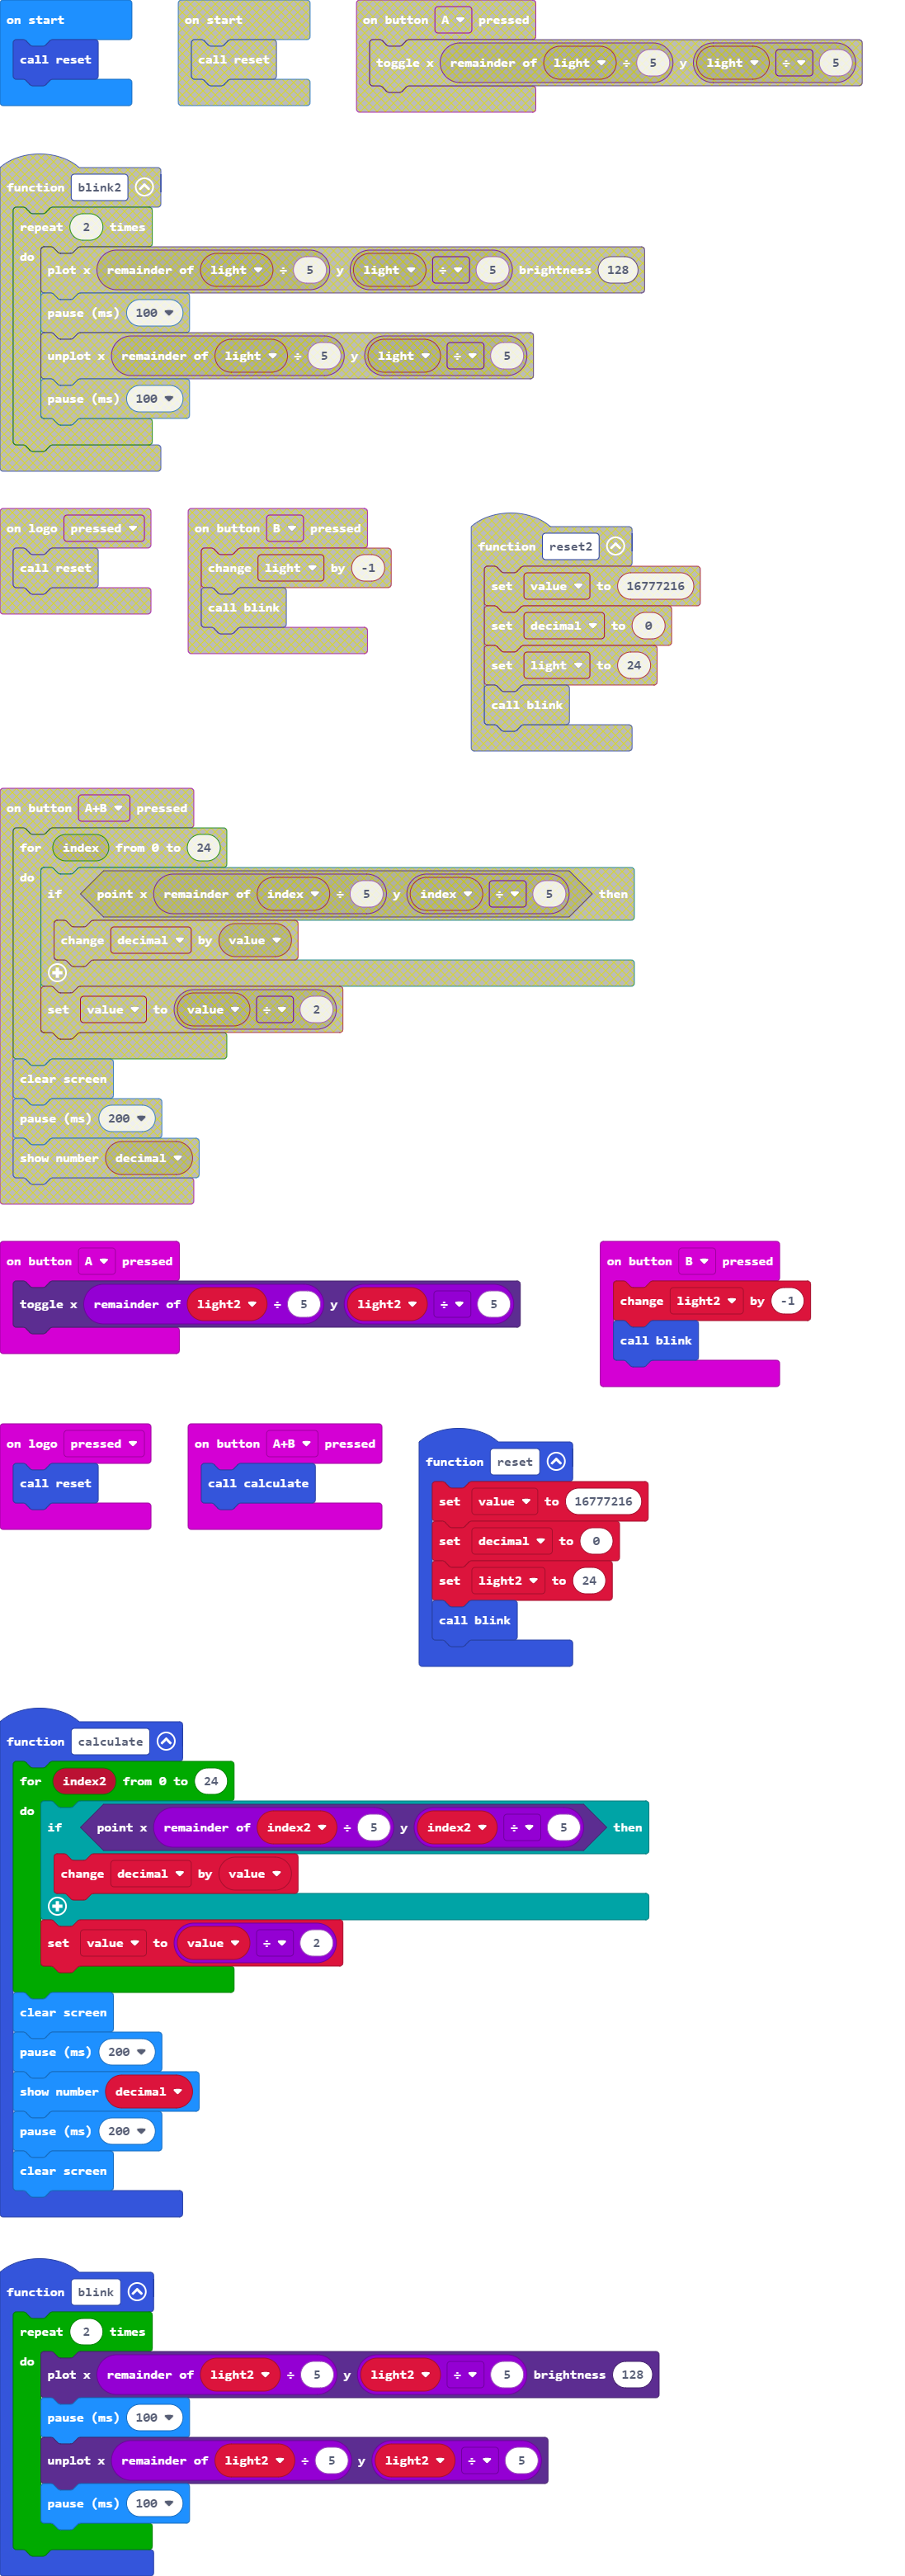 on start
call reset
on start
call reset
on button A pressed
toggle x remainder of light ÷ 5 y light ÷ 5
function blink2
repeat 2 times
do
plot x remainder of light ÷ 5 y light ÷ 5 brightness 128
pause (ms) 100
unplot x remainder of light ÷ 5 y light ÷ 5
pause (ms) 100
on logo pressed
call reset
on button B pressed
change light by -1
call blink
function reset2
set value to 16777216
set decimal to 0
set light to 24
call blink
on button A+B pressed
for index from 0 to 24
do
if point x remainder of index ÷ 5 y index ÷ 5 then
change decimal by value
set value to value ÷ 2
clear screen
pause (ms) 200
show number decimal
on button A pressed
toggle x remainder of light2 ÷ 5 y light2 ÷ 5
on button B pressed
change light2 by -1
call blink
on logo pressed
call reset
on button A+B pressed
call calculate
function reset
set value to 16777216
set decimal to 0
set light2 to 24
call blink
function calculate
for index2 from 0 to 24
do
if point x remainder of index2 ÷ 5 y index2 ÷ 5 then
change decimal by value
set value to value ÷ 2
clear screen
pause (ms) 200
show number decimal
pause (ms) 200
clear screen
function blink
repeat 2 times
do
plot x remainder of light2 ÷ 5 y light2 ÷ 5 brightness 128
pause (ms) 100
unplot x remainder of light2 ÷ 5 y light2 ÷ 5
pause (ms) 100